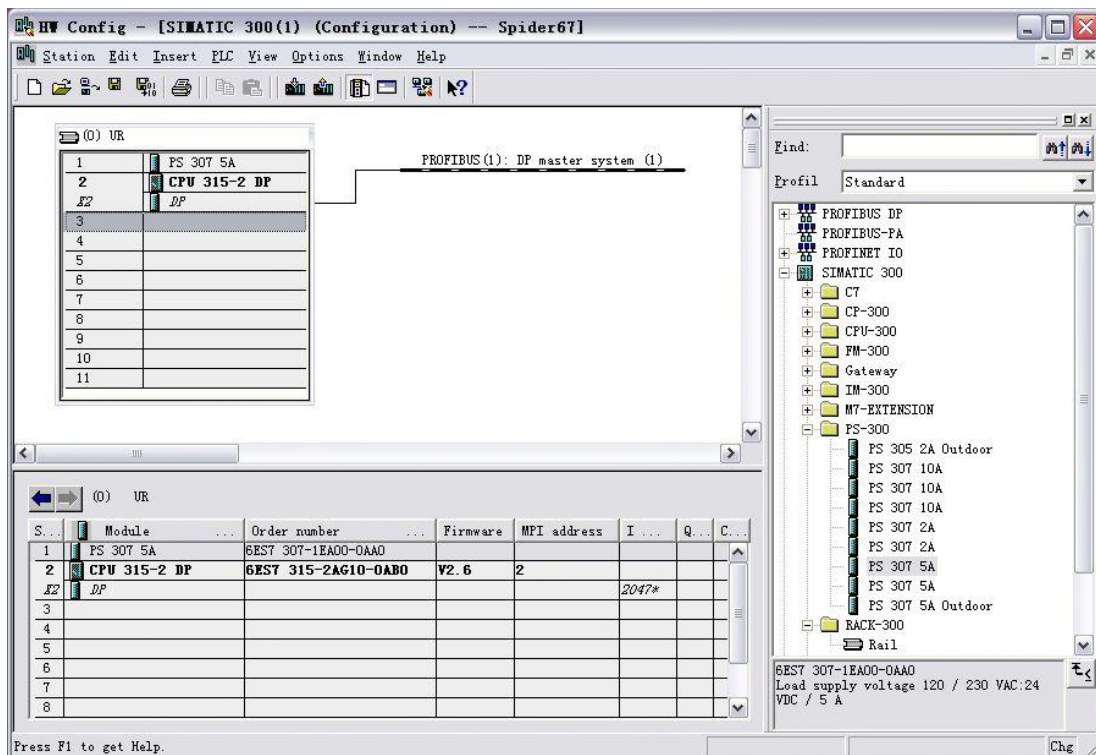 HW Config - [SIMATIC 300(1) (Configuration) -- Spider67]
Station Edit Insert PLC View Options Window Help
(0) UR
1 PS 307 5A
2 CPU 315-2 DP
X2 DP
3
4
5
6
7
8
9
10
11
PROFIBUS(1): DP master system (1)
Find:
Profil Standard
PROFIBUS DP
PROFIBUS-PA
PROFINET IO
SIMATIC 300
C7
CP-300
CPU-300
FM-300
Gateway
IM-300
M7-EXTENSION
PS-300
PS 305 2A Outdoor
PS 307 10A
PS 307 10A
PS 307 10A
PS 307 2A
PS 307 2A
PS 307 5A
PS 307 5A
PS 307 5A Outdoor
RACK-300
Rail
6ES7 307-1EA00-0AA0
Load supply voltage 120 / 230 VAC:24
VDC / 5 A
(0) UR
S... Module ... Order number ... Firmware MPI address I ... Q... C...
1 PS 307 5A 6ES7 307-1EA00-0AA0
2 CPU 315-2 DP 6ES7 315-2AG10-0AB0 V2.6 2
X2 DP 2047*
3
4
5
6
7
8
Press F1 to get Help.
Chg